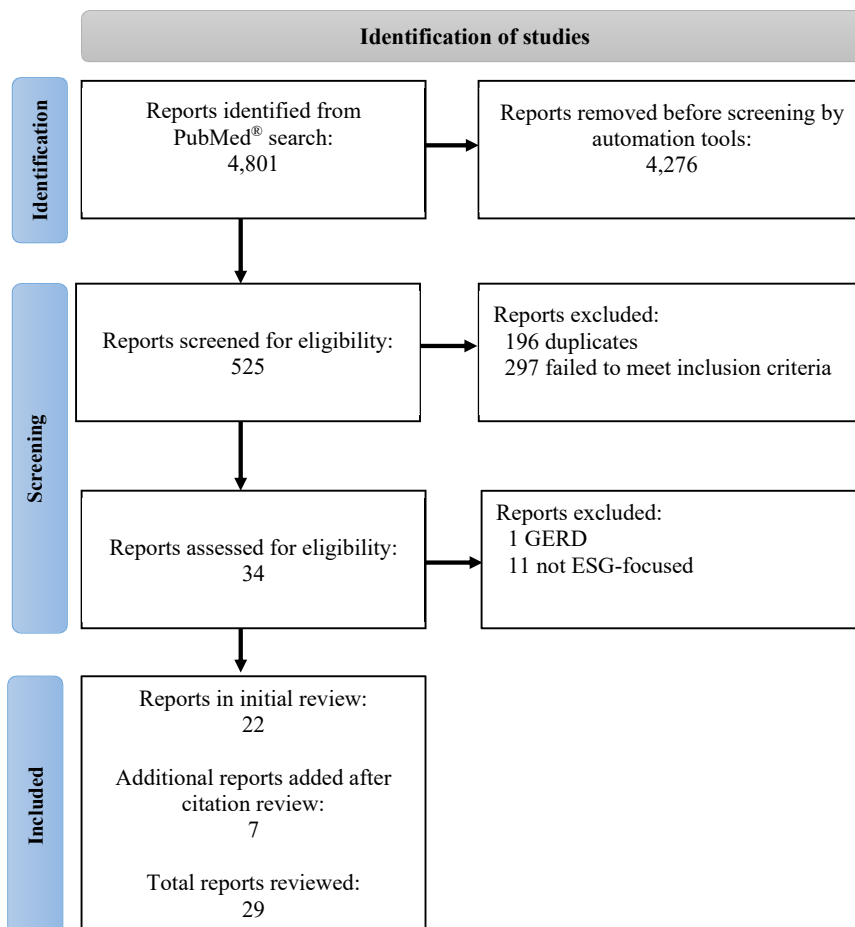 Identification of studies
Identification
Reports identified from
PubMed® search:
4,801
Reports removed before screening by
automation tools:
4,276
Screening
Reports screened for eligibility:
525
Reports excluded:
196 duplicates
297 failed to meet inclusion criteria
Reports assessed for eligibility:
34
Reports excluded:
1 GERD
11 not ESG-focused
Included
Reports in initial review:
22
Additional reports added after
citation review:
7
Total reports reviewed:
29